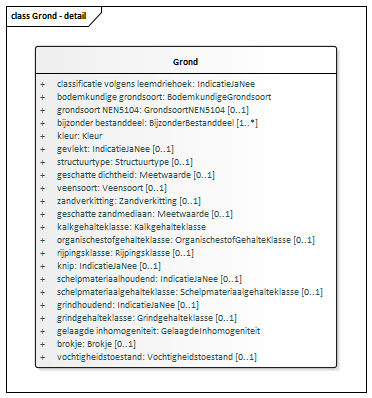 class Grond - detail
Grond
+ classificatie volgens leemdriehoek: IndicatieJaNee
+ bodemkundige grondsoort: BodemkundigeGrondsoort
+ grondsoort NEN5104: GrondsoortNEN5104 [0..1]
+ bijzonder bestanddeel: BijzonderBestanddeel [1..*]
+ kleur: Kleur
+ gevlekt: IndicatieJaNee [0..1]
+ structuurtype: Structuurtype [0..1]
+ geschatte dichtheid: Meetwaarde [0..1]
+ veensoort: Veensoort [0..1]
+ zandverkitting: Zandverkitting [0..1]
+ geschatte zandmediaan: Meetwaarde [0..1]
+ kalkgehalteklasse: Kalkgehalteklasse
+ organischestofgehalteklasse: OrganischestofGehalteKlasse [0..1]
+ rijpingsklasse: Rijpingsklasse [0..1]
+ knip: IndicatieJaNee [0..1]
+ schelpmateriaalhoudend: IndicatieJaNee [0..1]
+ schelpmateriaalgehalteklasse: Schelpmateriaalgehalteklasse [0..1]
+ grindhoudend: IndicatieJaNee [0..1]
+ grindgehalteklasse: Grindgehalteklasse [0..1]
+ gelaagde inhomogeniteit: GelaagdeInhomogeniteit
+ brokje: Brokje [0..1]
+ vochtigheidstoestand: Vochtigheidstoestand [0..1]